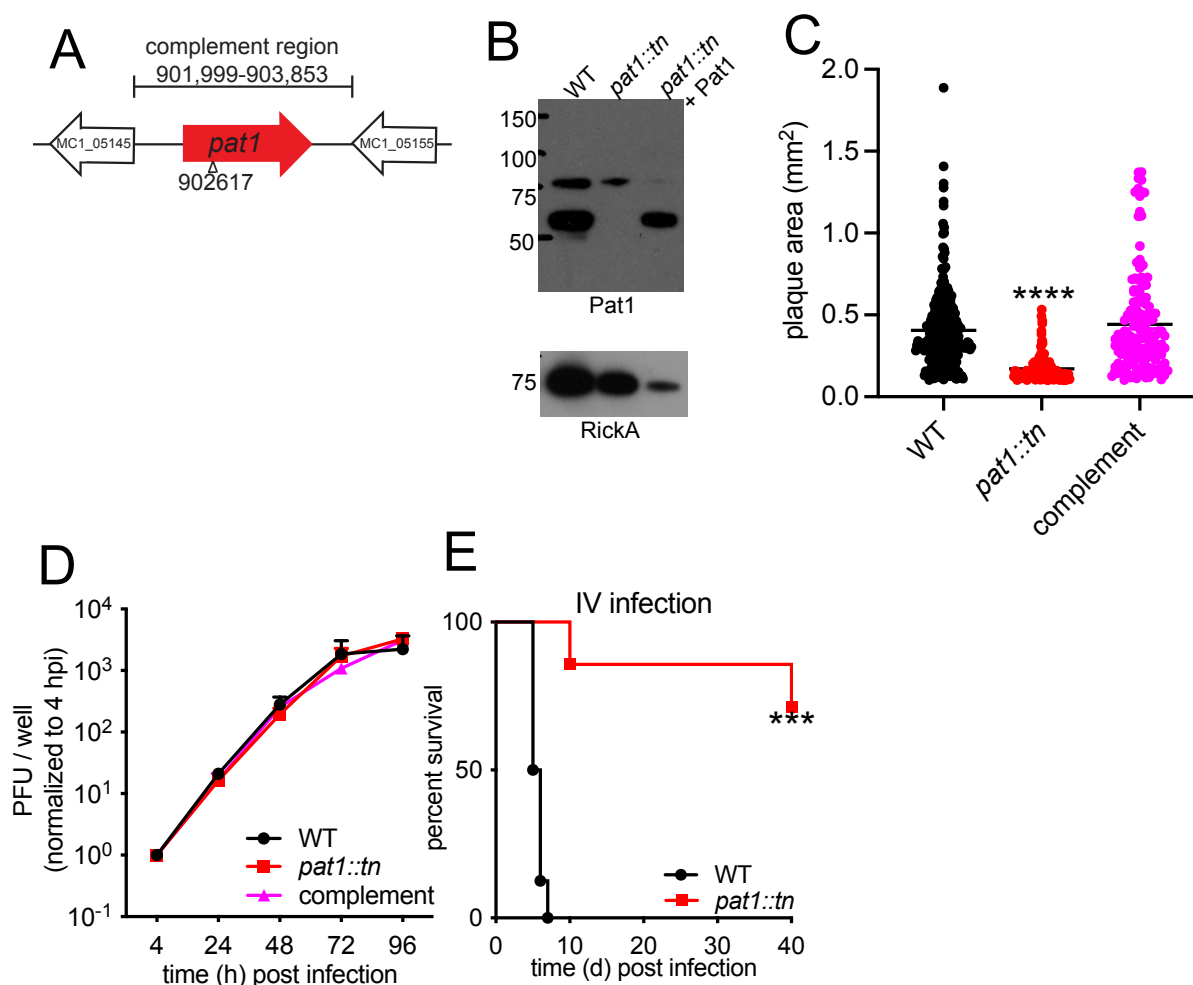 A
complement region
901,999-903,853
MC1_05145
pat1
MC1_05155
902617
B
WT
pat1::tn
pat1::tn
+ Pat1
150
100
75
50
Pat1
75
RickA
C
plaque area (mm²)
2.0
1.5
1.0
0.5
0.0
****
WT
pat1::tn
complement
D
PFU / well
(normalized to 4 hpi)
10⁴
10³
10²
10¹
10⁰
10⁻¹
WT
pat1::tn
complement
4 24 48 72 96
time (h) post infection
E
IV infection
percent survival
100
50
0
***
WT
pat1::tn
0 10 20 30 40
time (d) post infection